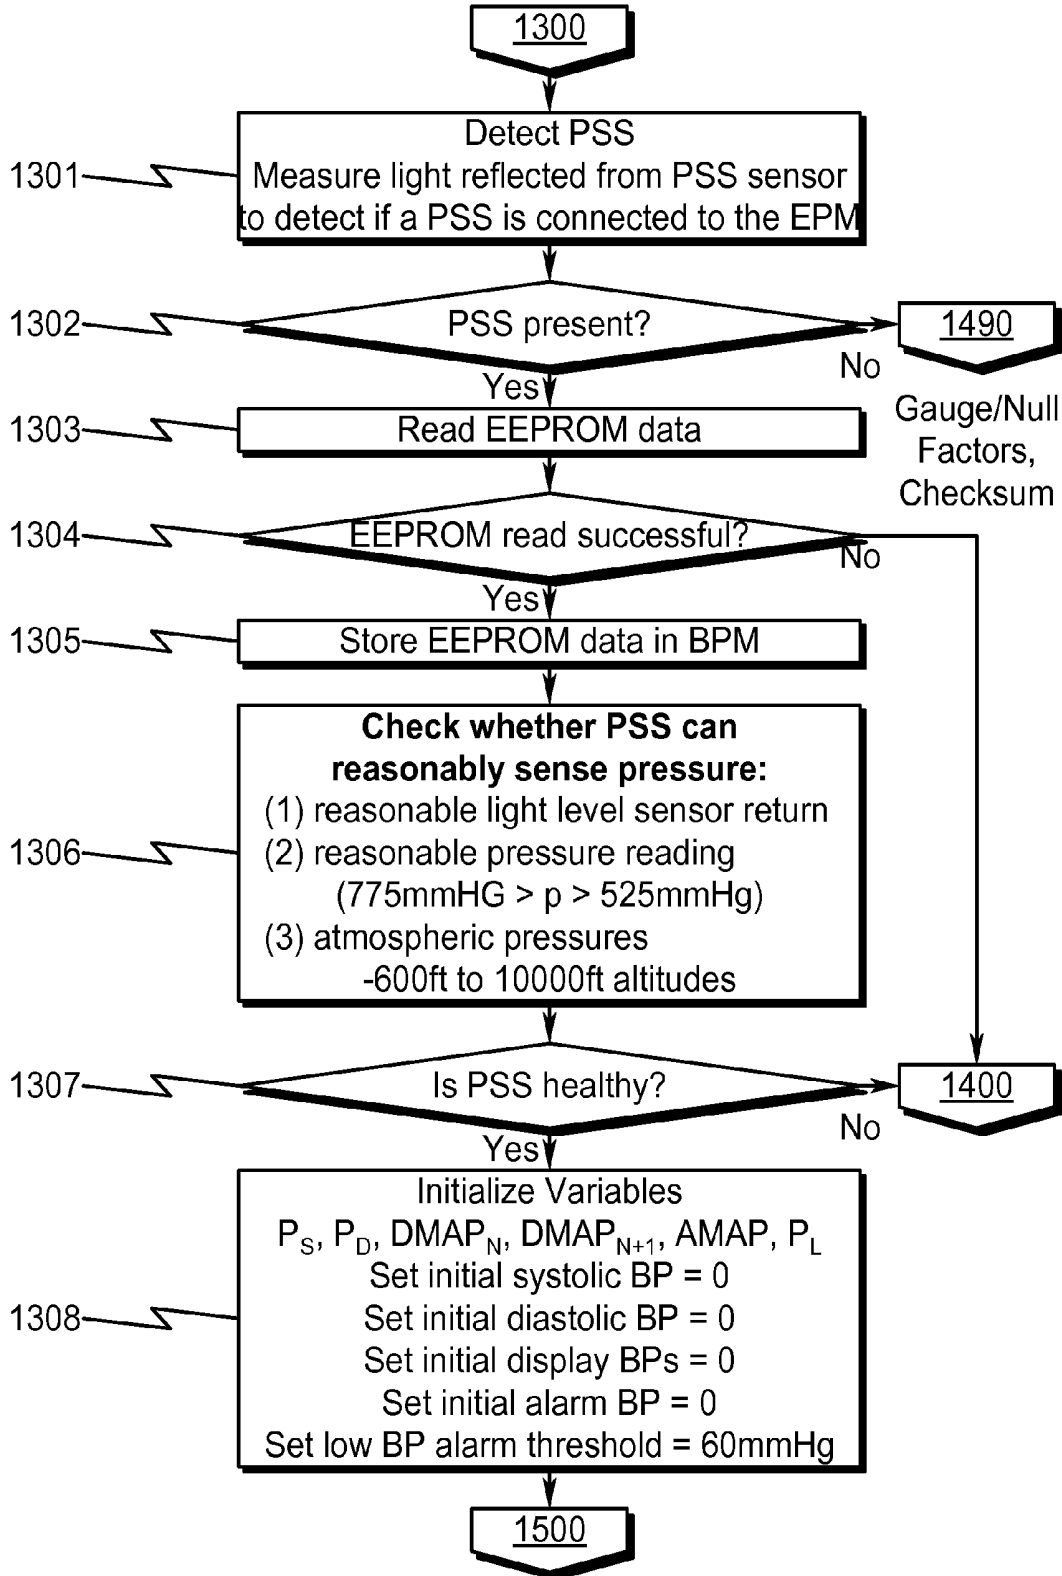 1300
Detect PSS
1301
Measure light reflected from PSS sensor
to detect if a PSS is connected to the EPM
1302
PSS present?
1490
No
Yes
Gauge/Null
Factors,
Checksum
1303
Read EEPROM data
1304
EEPROM read successful?
No
Yes
1305
Store EEPROM data in BPM
Check whether PSS can
reasonably sense pressure:
(1) reasonable light level sensor return
1306
(2) reasonable pressure reading
(775mmHG > p > 525mmHg)
(3) atmospheric pressures
-600ft to 10000ft altitudes
1307
Is PSS healthy?
1400
No
Yes
Initialize Variables
P_S, P_D, DMAP_N, DMAP_N+1, AMAP, P_L
Set initial systolic BP = 0
1308
Set initial diastolic BP = 0
Set initial display BPs = 0
Set initial alarm BP = 0
Set low BP alarm threshold = 60mmHg
1500